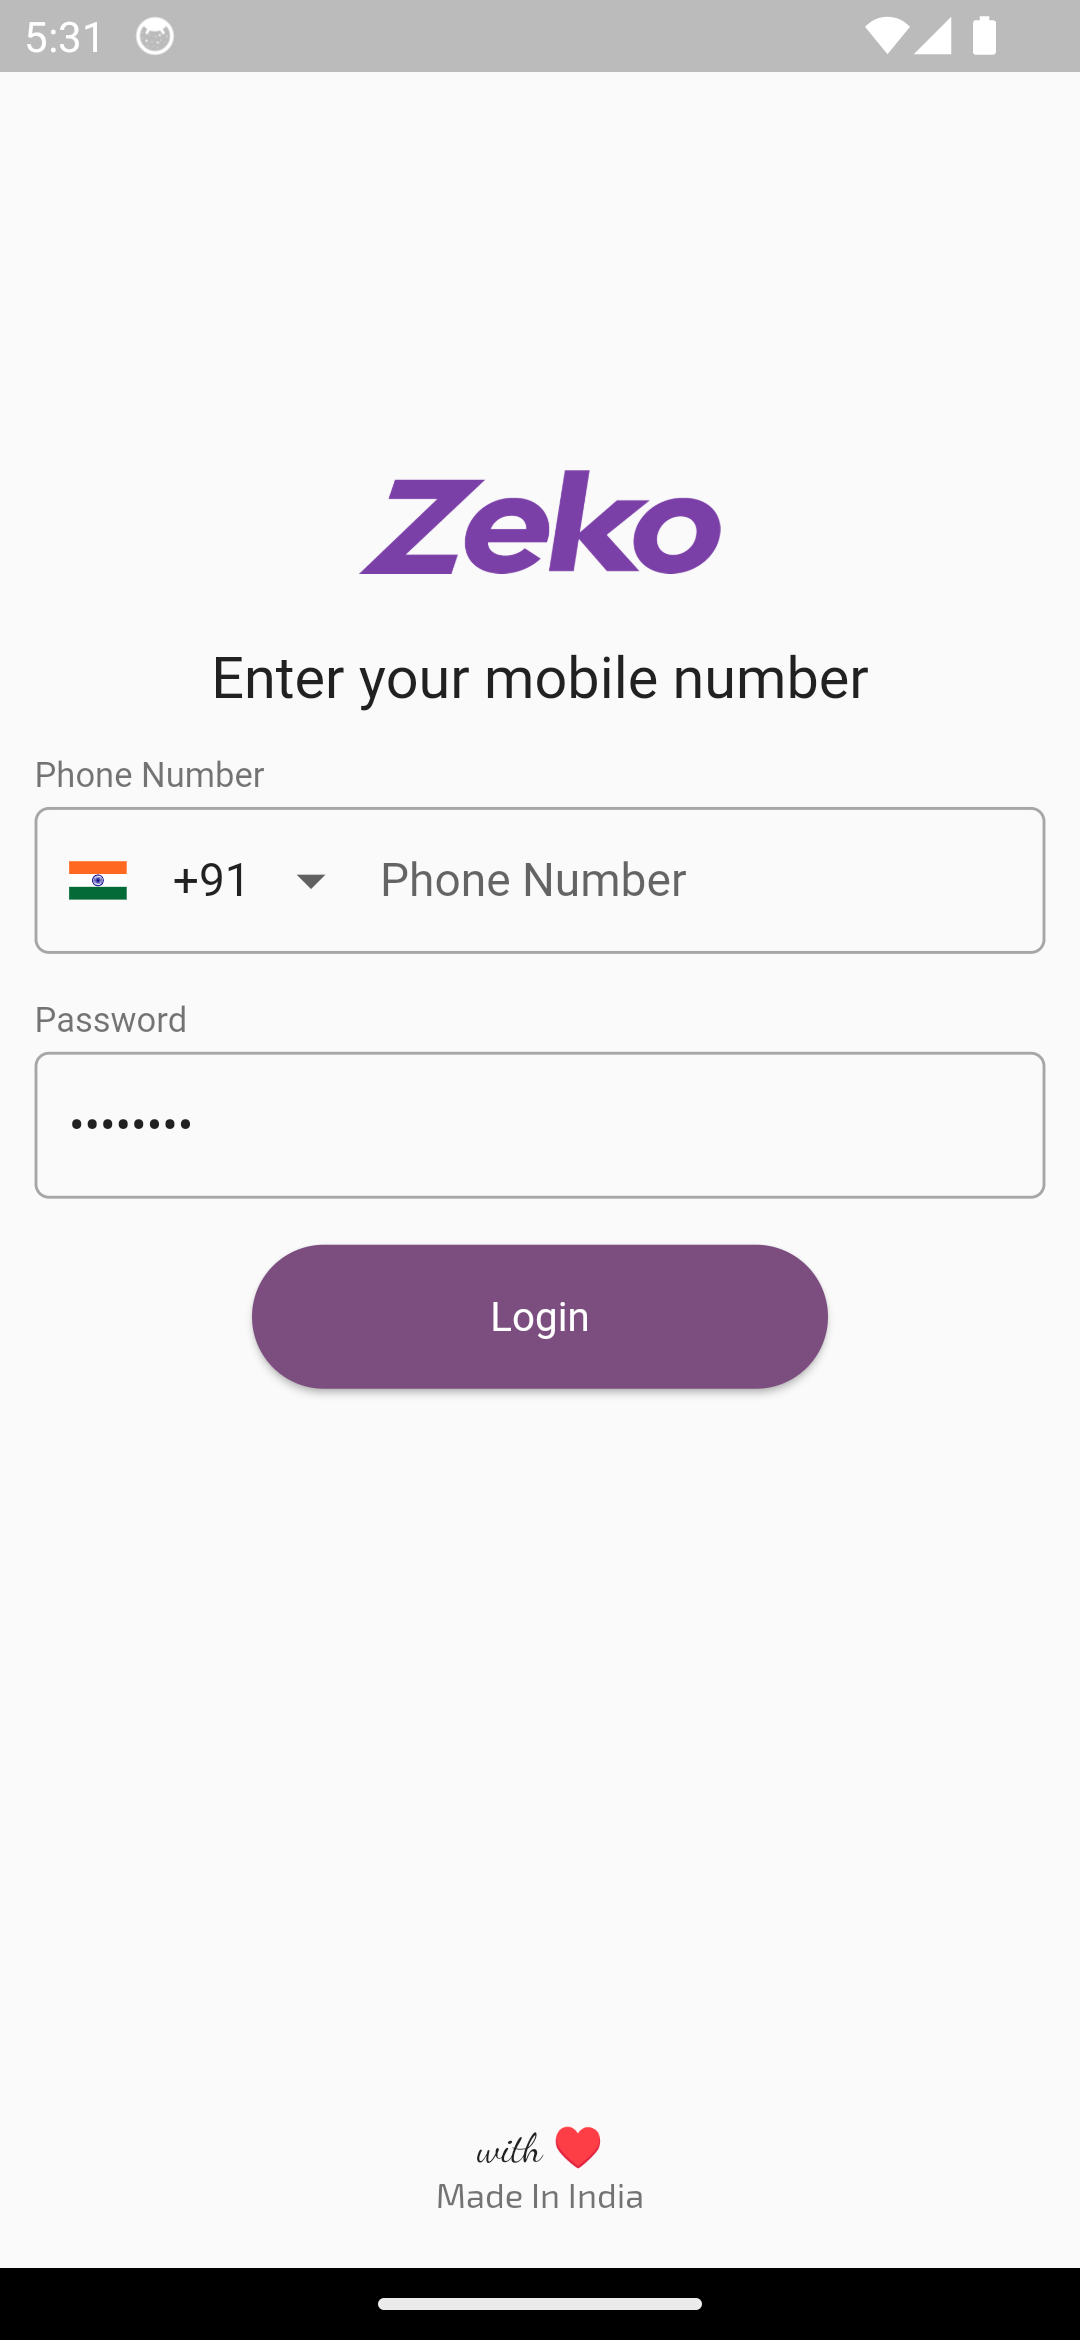 5:31
Zeko
Enter your mobile number
Phone Number
+91 Phone Number
Password
••••••••
Login
with ❤️
Made In India